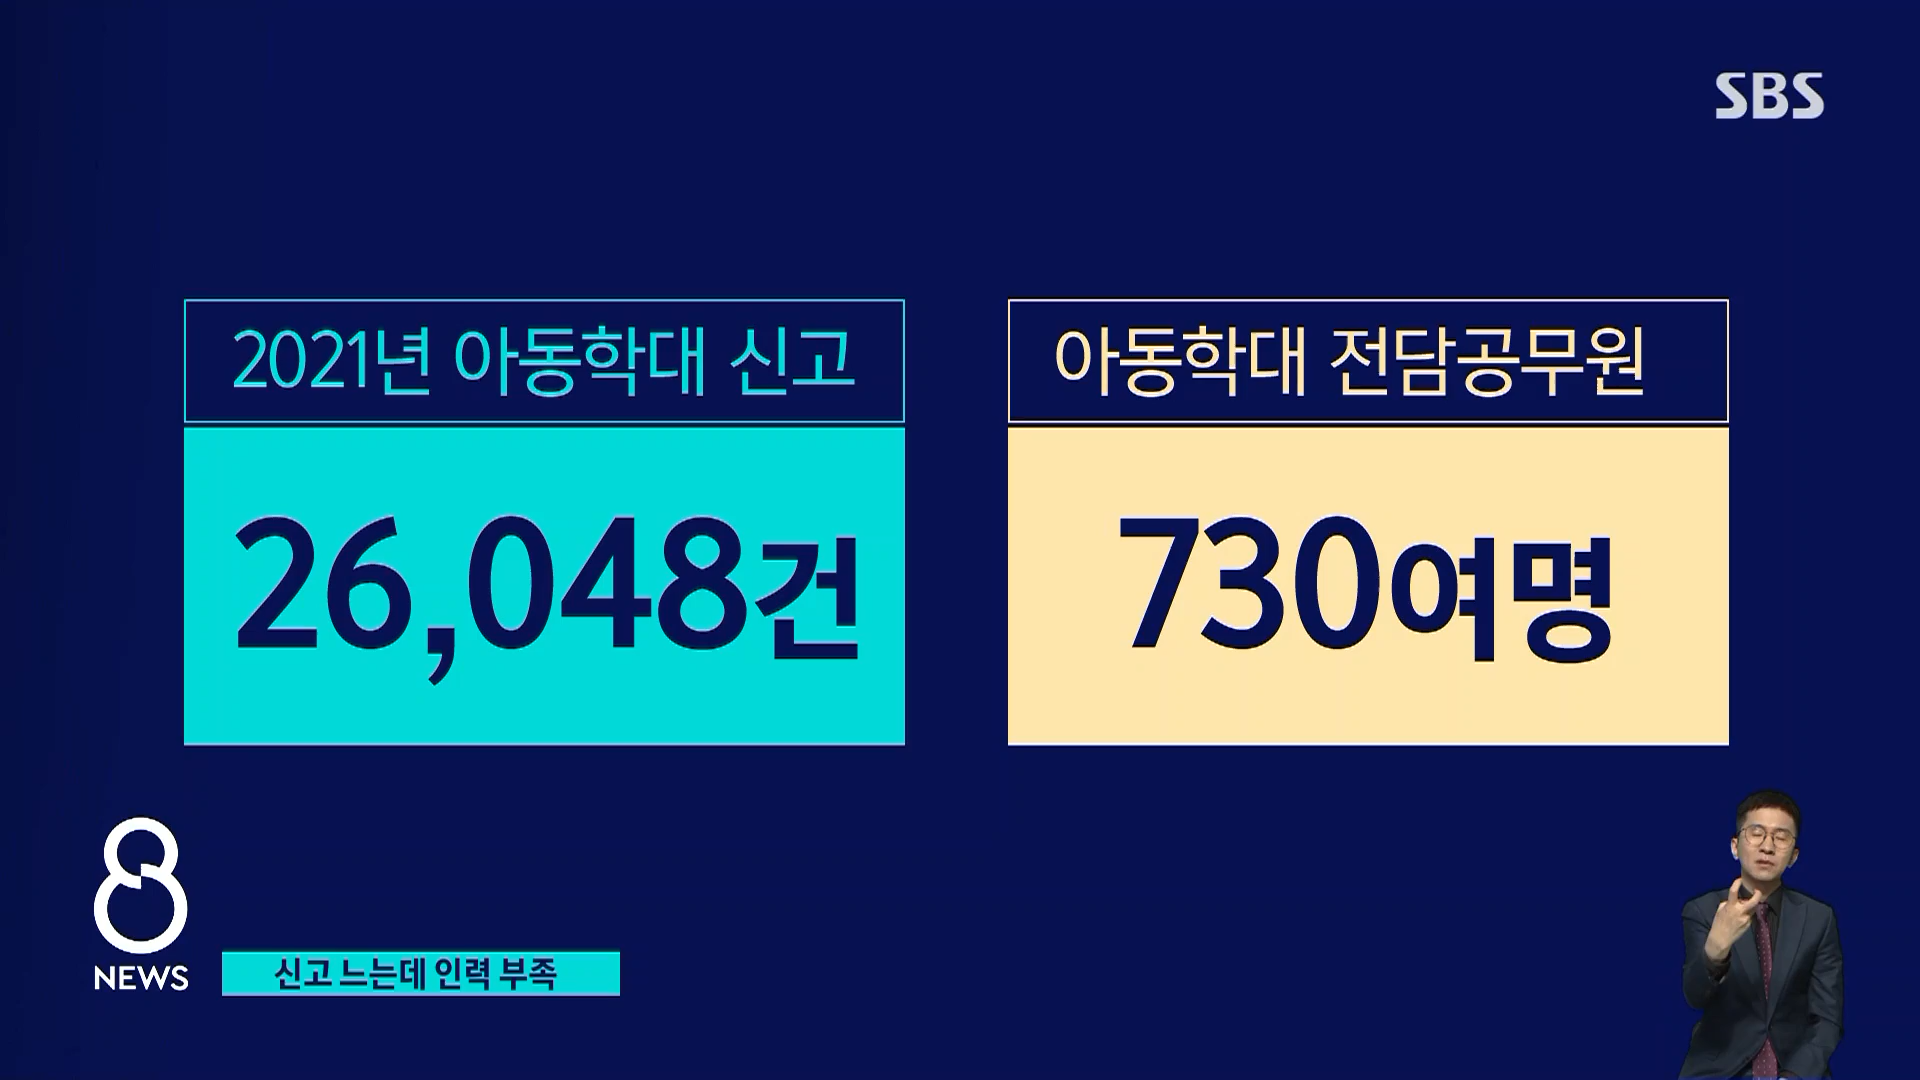 SBS
2021년 아동학대 신고
26,048건
아동학대 전담공무원
730여명
8
NEWS
신고 느는데 인력 부족